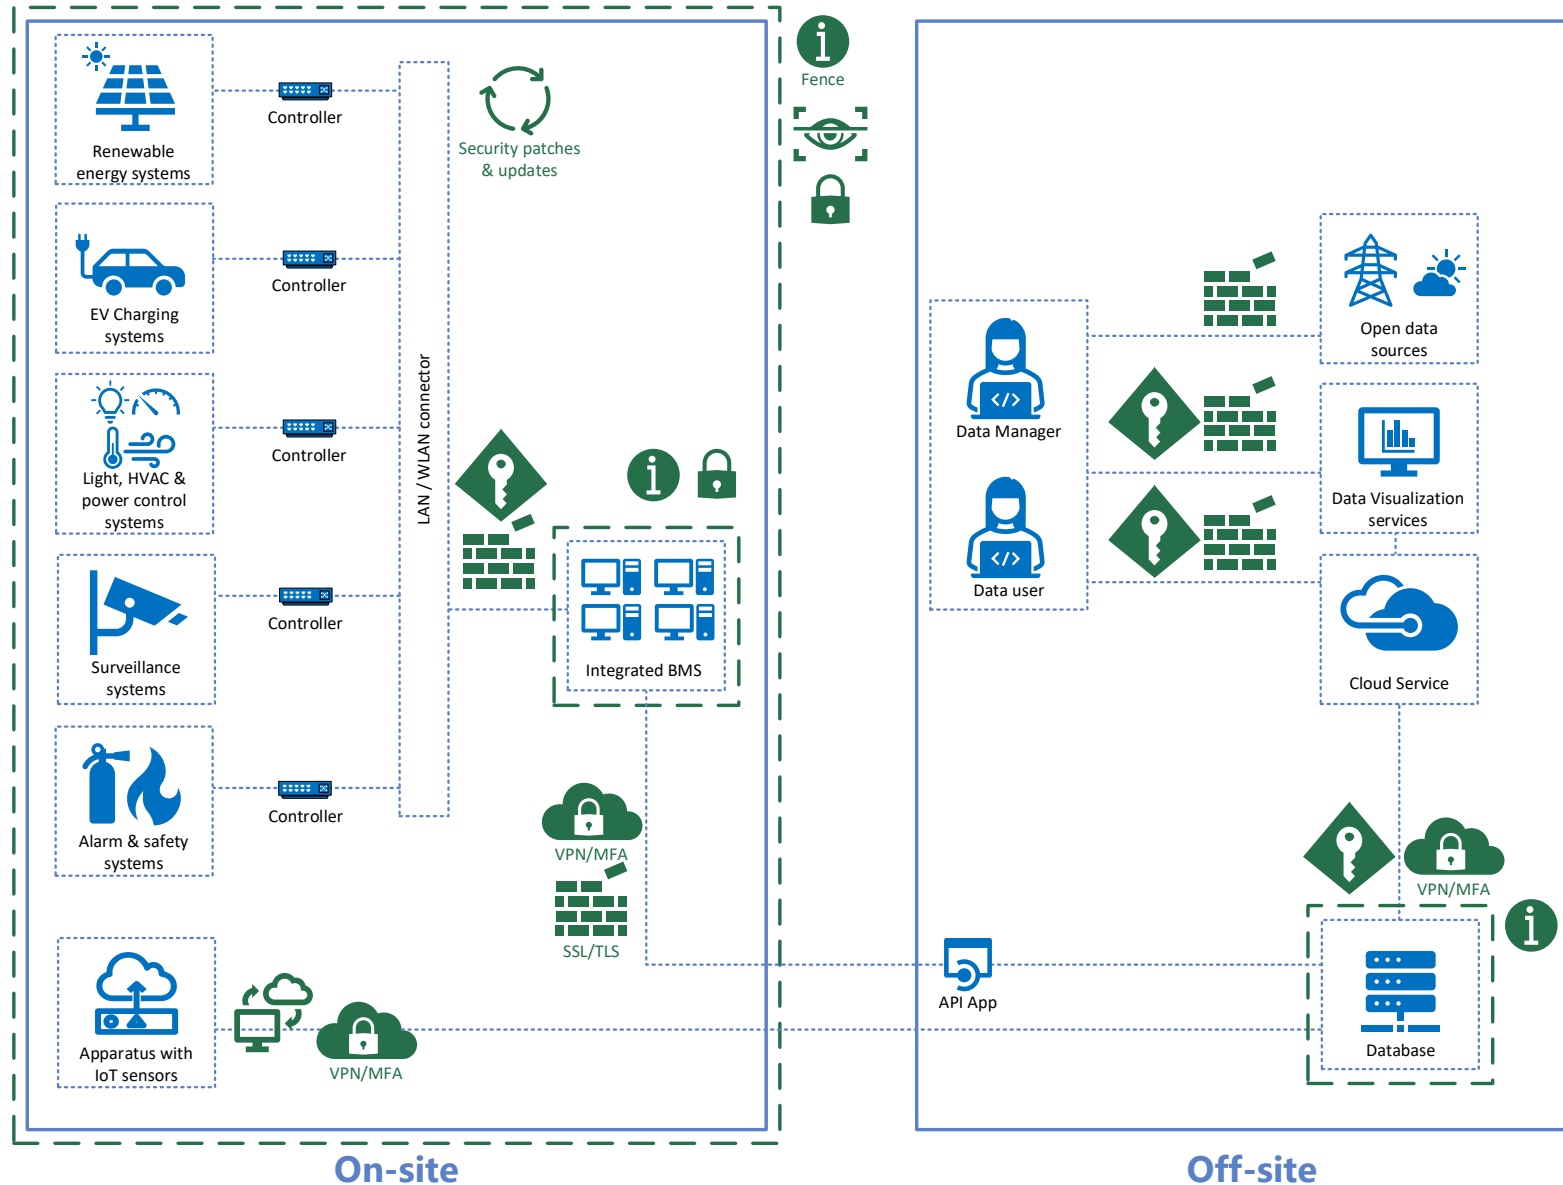 Renewable
energy systems
Controller
EV Charging
systems
Controller
Light, HVAC &
power control
systems
Controller
Surveillance
systems
Controller
Alarm & safety
systems
Controller
Apparatus with
IoT sensors
VPN/MFA
LAN / WLAN connector
Security patches
& updates
Integrated BMS
VPN/MFA
SSL/TLS
i
i
Fence
On-site
Data Manager
</>
Data user
</>
Open data
sources
Data Visualization
services
Cloud Service
VPN/MFA
i
API App
Database
Off-site